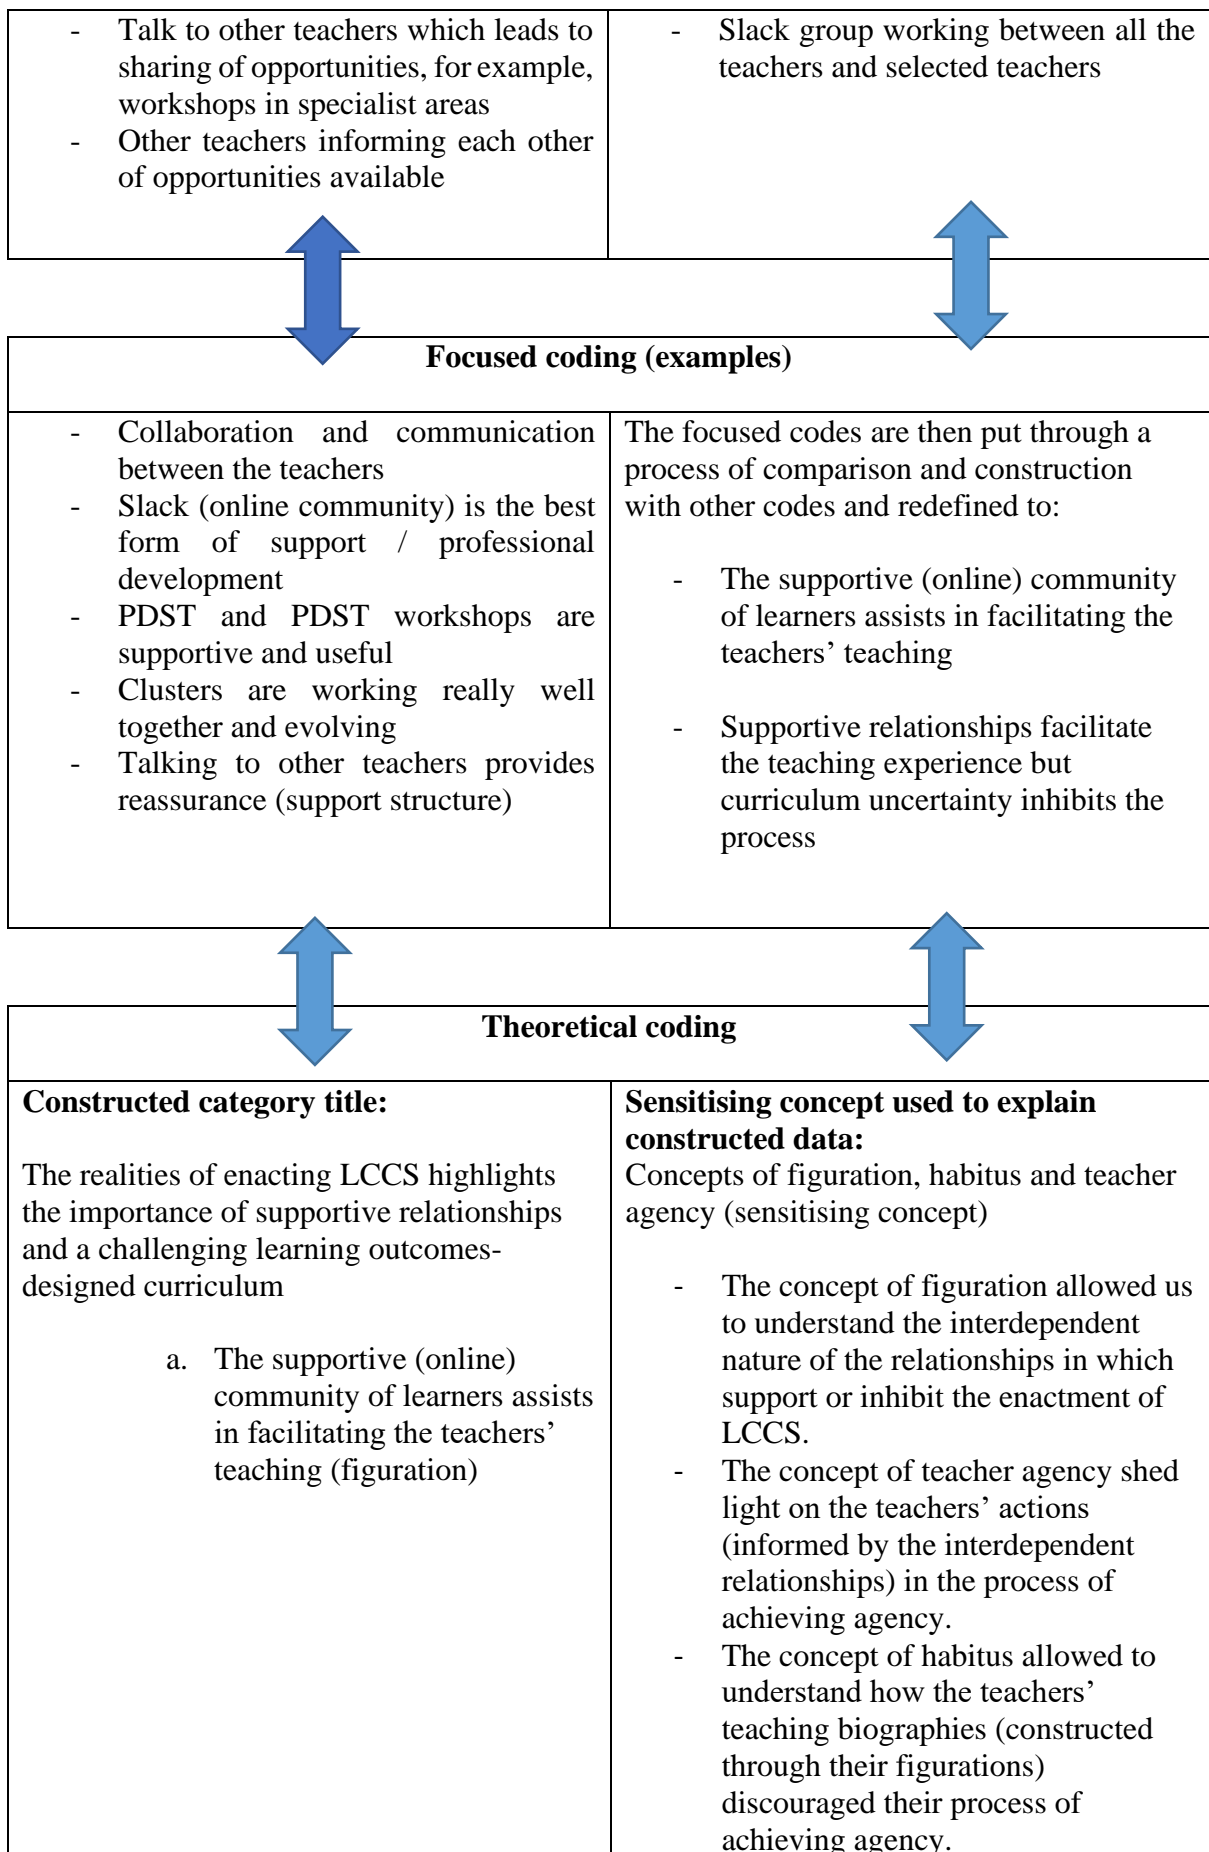 - Talk to other teachers which leads to
sharing of opportunities, for example,
workshops in specialist areas
- Other teachers informing each other
of opportunities available
- Slack group working between all the
teachers and selected teachers
Focused coding (examples)
- Collaboration and communication
between the teachers
- Slack (online community) is the best
form of support / professional
development
- PDST and PDST workshops are
supportive and useful
- Clusters are working really well
together and evolving
- Talking to other teachers provides
reassurance (support structure)
The focused codes are then put through a
process of comparison and construction
with other codes and redefined to:
- The supportive (online) community
of learners assists in facilitating the
teachers’ teaching
- Supportive relationships facilitate
the teaching experience but
curriculum uncertainty inhibits the
process
Theoretical coding
Constructed category title:
The realities of enacting LCCS highlights
the importance of supportive relationships
and a challenging learning outcomes-
designed curriculum
a. The supportive (online)
community of learners assists
in facilitating the teachers’
teaching (figuration)
Sensitising concept used to explain
constructed data:
Concepts of figuration, habitus and teacher
agency (sensitising concept)
- The concept of figuration allowed us
to understand the interdependent
nature of the relationships in which
support or inhibit the enactment of
LCCS.
- The concept of teacher agency shed
light on the teachers’ actions
(informed by the interdependent
relationships) in the process of
achieving agency.
- The concept of habitus allowed to
understand how the teachers’
teaching biographies (constructed
through their figurations)
discouraged their process of
achieving agency.